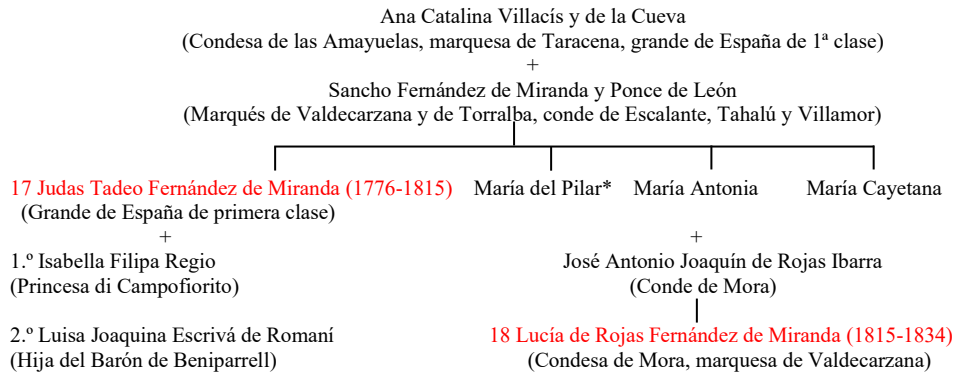 Ana Catalina Villacís y de la Cueva
(Condesa de las Amayuelas, marquesa de Taracena, grande de España de 1ª clase)
+
Sancho Fernández de Miranda y Ponce de León
(Marqués de Valdecarzana y de Torralba, conde de Escalante, Tahalú y Villamor)
17 Judas Tadeo Fernández de Miranda (1776-1815) María del Pilar* María Antonia María Cayetana
(Grande de España de primera clase)
+ +
1.º Isabella Filipa Regio José Antonio Joaquín de Rojas Ibarra
(Princesa di Campofiorito) (Conde de Mora)
2.º Luisa Joaquina Escrivá de Romaní 18 Lucía de Rojas Fernández de Miranda (1815-1834)
(Hija del Barón de Beniparrell) (Condesa de Mora, marquesa de Valdecarzana)